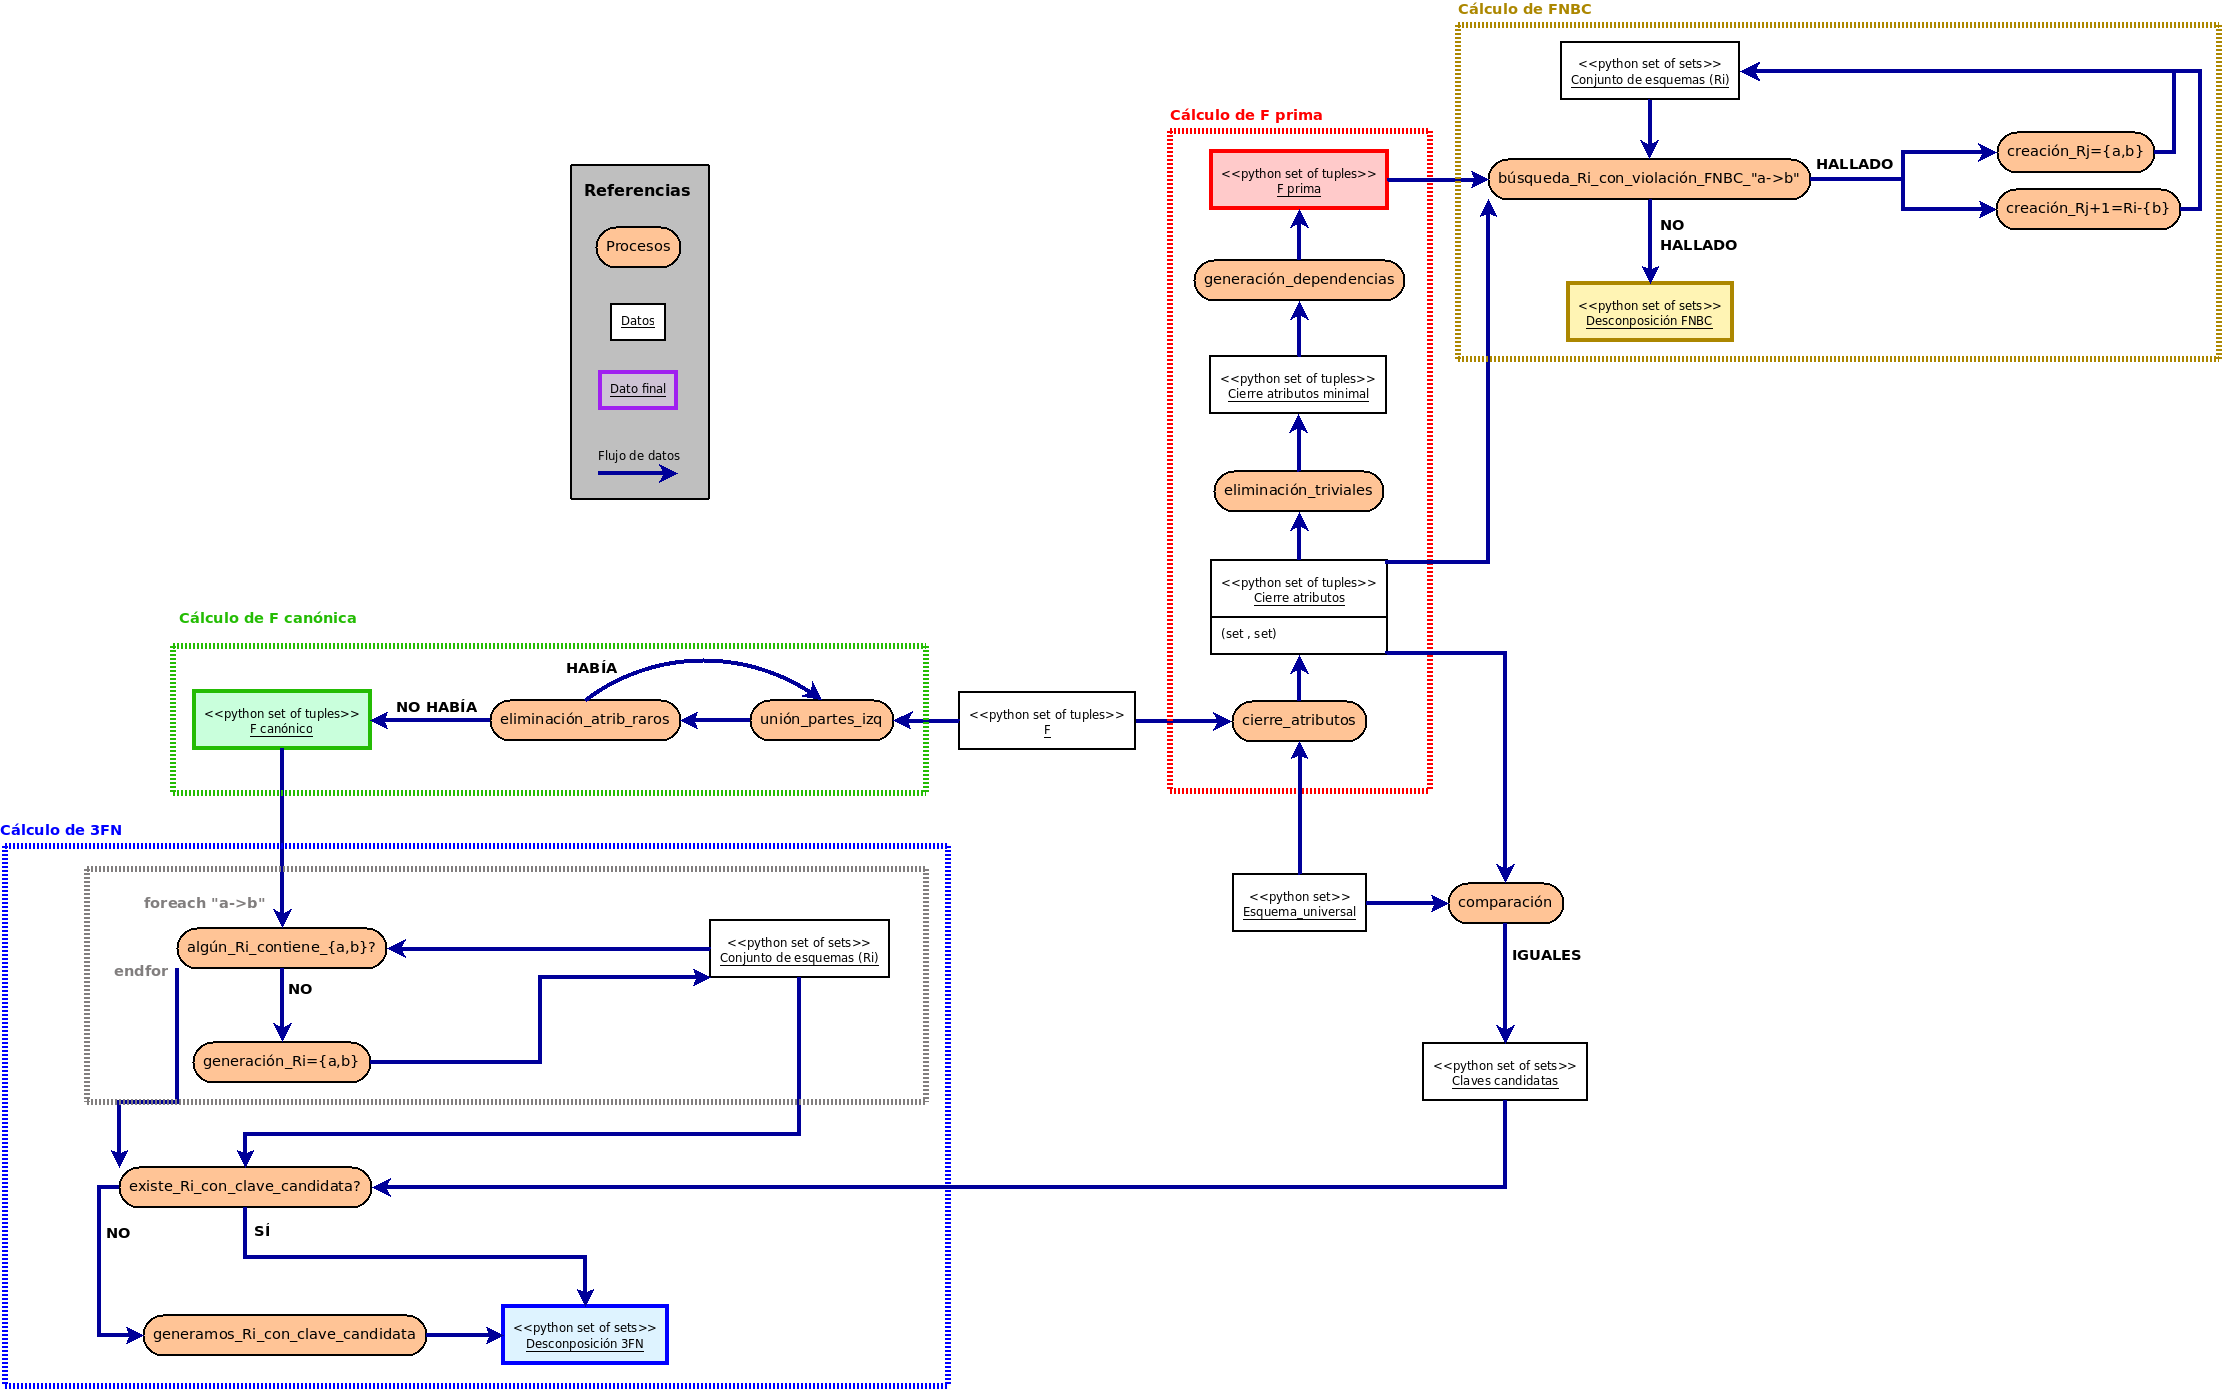 Cálculo de FNBC
<<python set of sets>>
Conjunto de esquemas (Ri)
creación_Rj={a,b}
HALLADO
búsqueda_Ri_con_violación_FNBC_"a->b"
creación_Rj+1=Ri-{b}
NO
HALLADO
<<python set of sets>>
Desconposición FNBC
Cálculo de F prima
<<python set of tuples>>
F prima
generación_dependencias
<<python set of tuples>>
Cierre atributos minimal
eliminación_triviales
<<python set of tuples>>
Cierre atributos
(set , set)
cierre_atributos
Referencias
Procesos
Datos
Dato final
Flujo de datos
Cálculo de F canónica
HABÍA
NO HABÍA
<<python set of tuples>>
F canónico
eliminación_atrib_raros
unión_partes_izq
<<python set of tuples>>
F
<<python set>>
Esquema_universal
comparación
IGUALES
<<python set of sets>>
Claves candidatas
Cálculo de 3FN
foreach "a->b"
algún_Ri_contiene_{a,b}?
<<python set of sets>>
Conjunto de esquemas (Ri)
endfor
NO
generación_Ri={a,b}
existe_Ri_con_clave_candidata?
NO
SÍ
generamos_Ri_con_clave_candidata
<<python set of sets>>
Desconposición 3FN